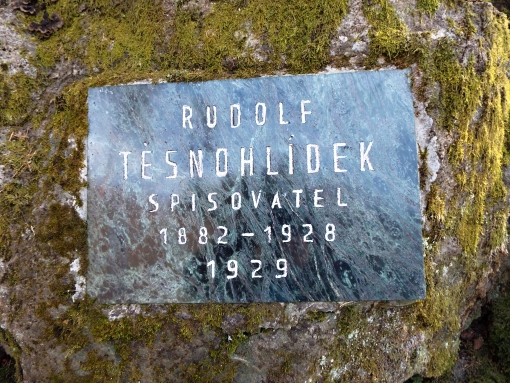 RUDOLF
TĚSNOHLÍDEK
SPISOVATEL
1882–1928
1929